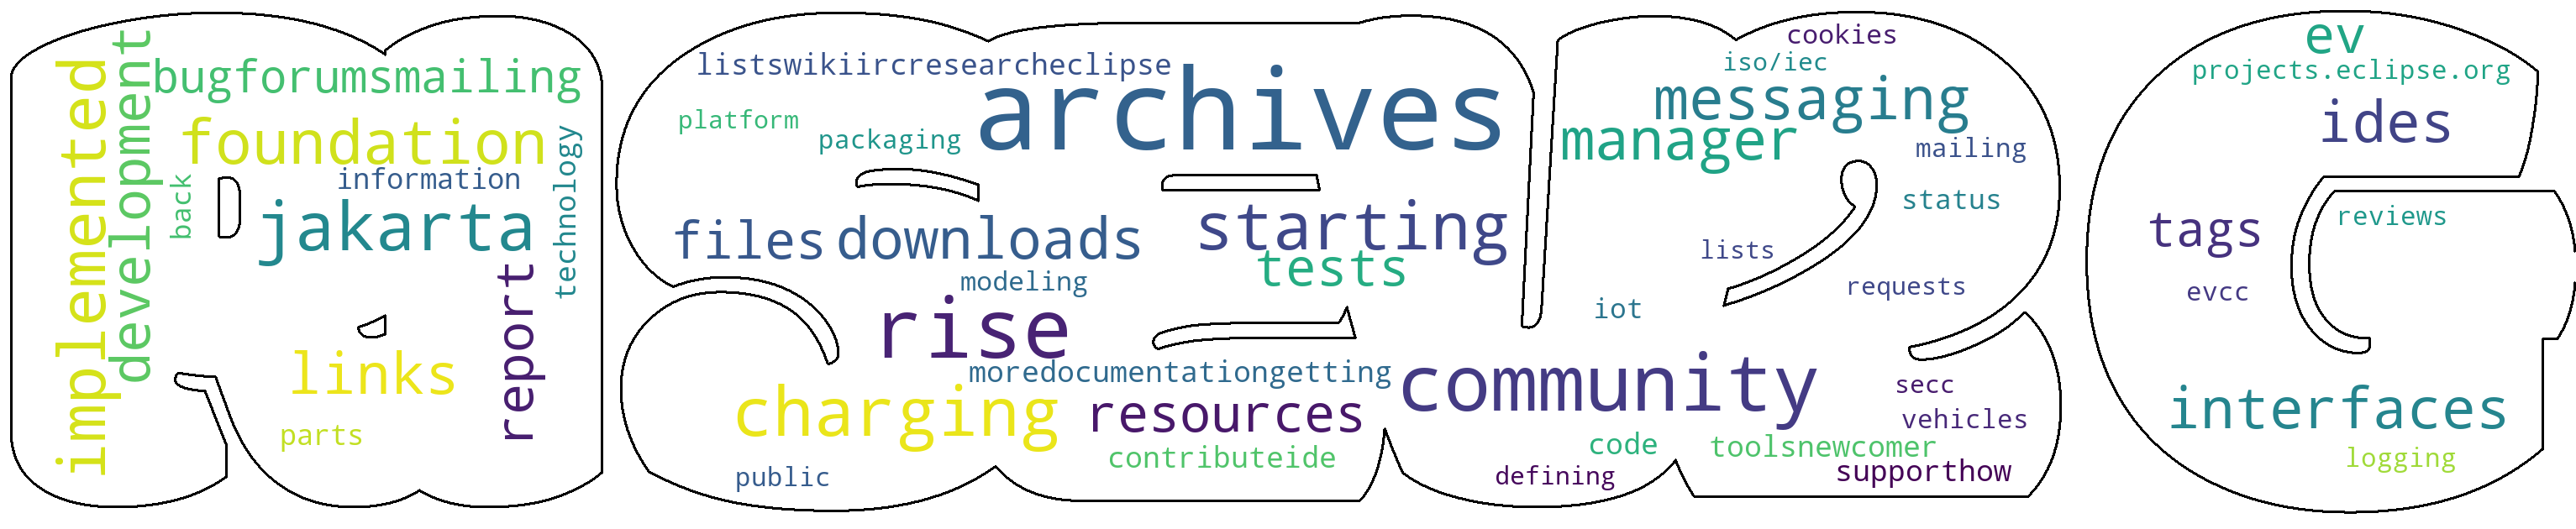 implemented
development
bugforumsmailing
foundation
information
back
technology
jakarta
report
links
parts
listswikiircresearcheclipse
archives
platform
packaging
files
downloads
starting
tests
modeling
rise
moredocumentationgetting
charging
resources
contributeide
public
cookies
iso/iec
messaging
manager
mailing
status
lists
requests
iot
community
secc
vehicles
code
toolsnewcomer
supporthow
defining
ev
projects.eclipse.org
ides
tags
reviews
evcc
interfaces
logging